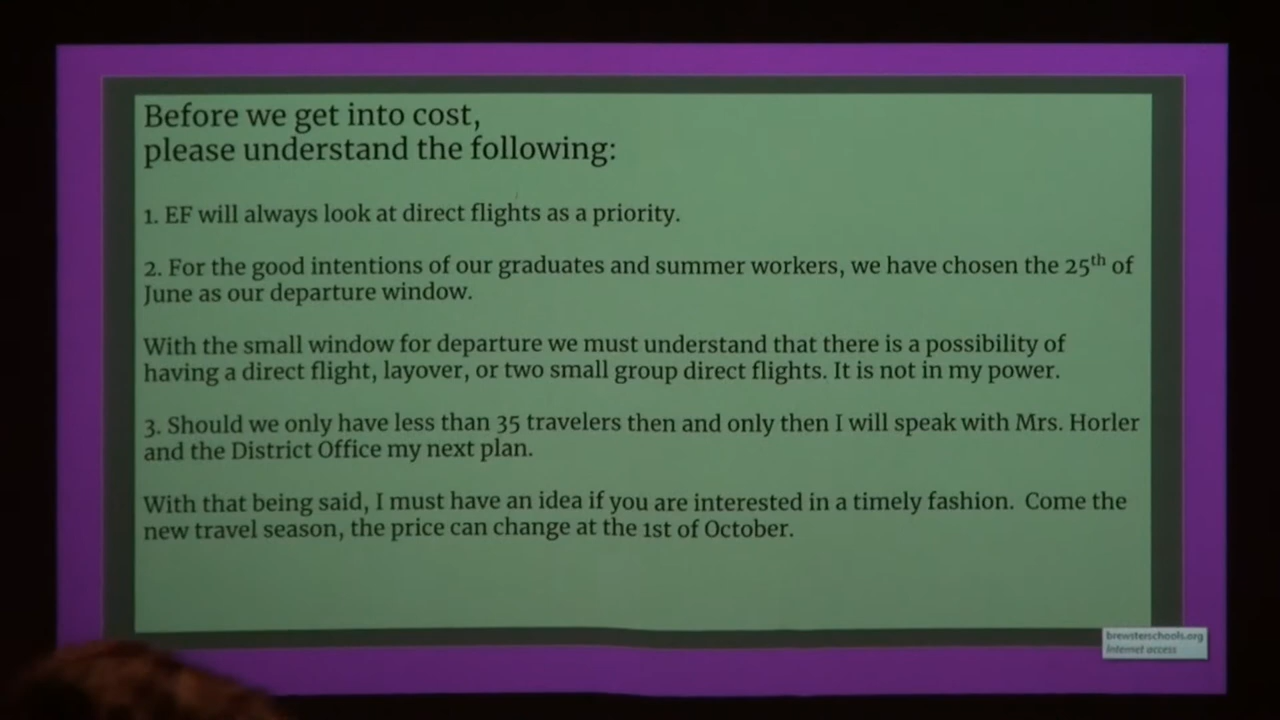 Before we get into cost,
please understand the following:
1. EF will always look at direct flights as a priority.
2. For the good intentions of our graduates and summer workers, we have chosen the 25th of
June as our departure window.
With the small window for departure we must understand that there is a possibility of
having a direct flight, layover, or two small group direct flights. It is not in my power.
3. Should we only have less than 35 travelers then and only then I will speak with Mrs. Horler
and the District Office my next plan.
With that being said, I must have an idea if you are interested in a timely fashion. Come the
new travel season, the price can change at the 1st of October.
brewsterschools.org
Internet access